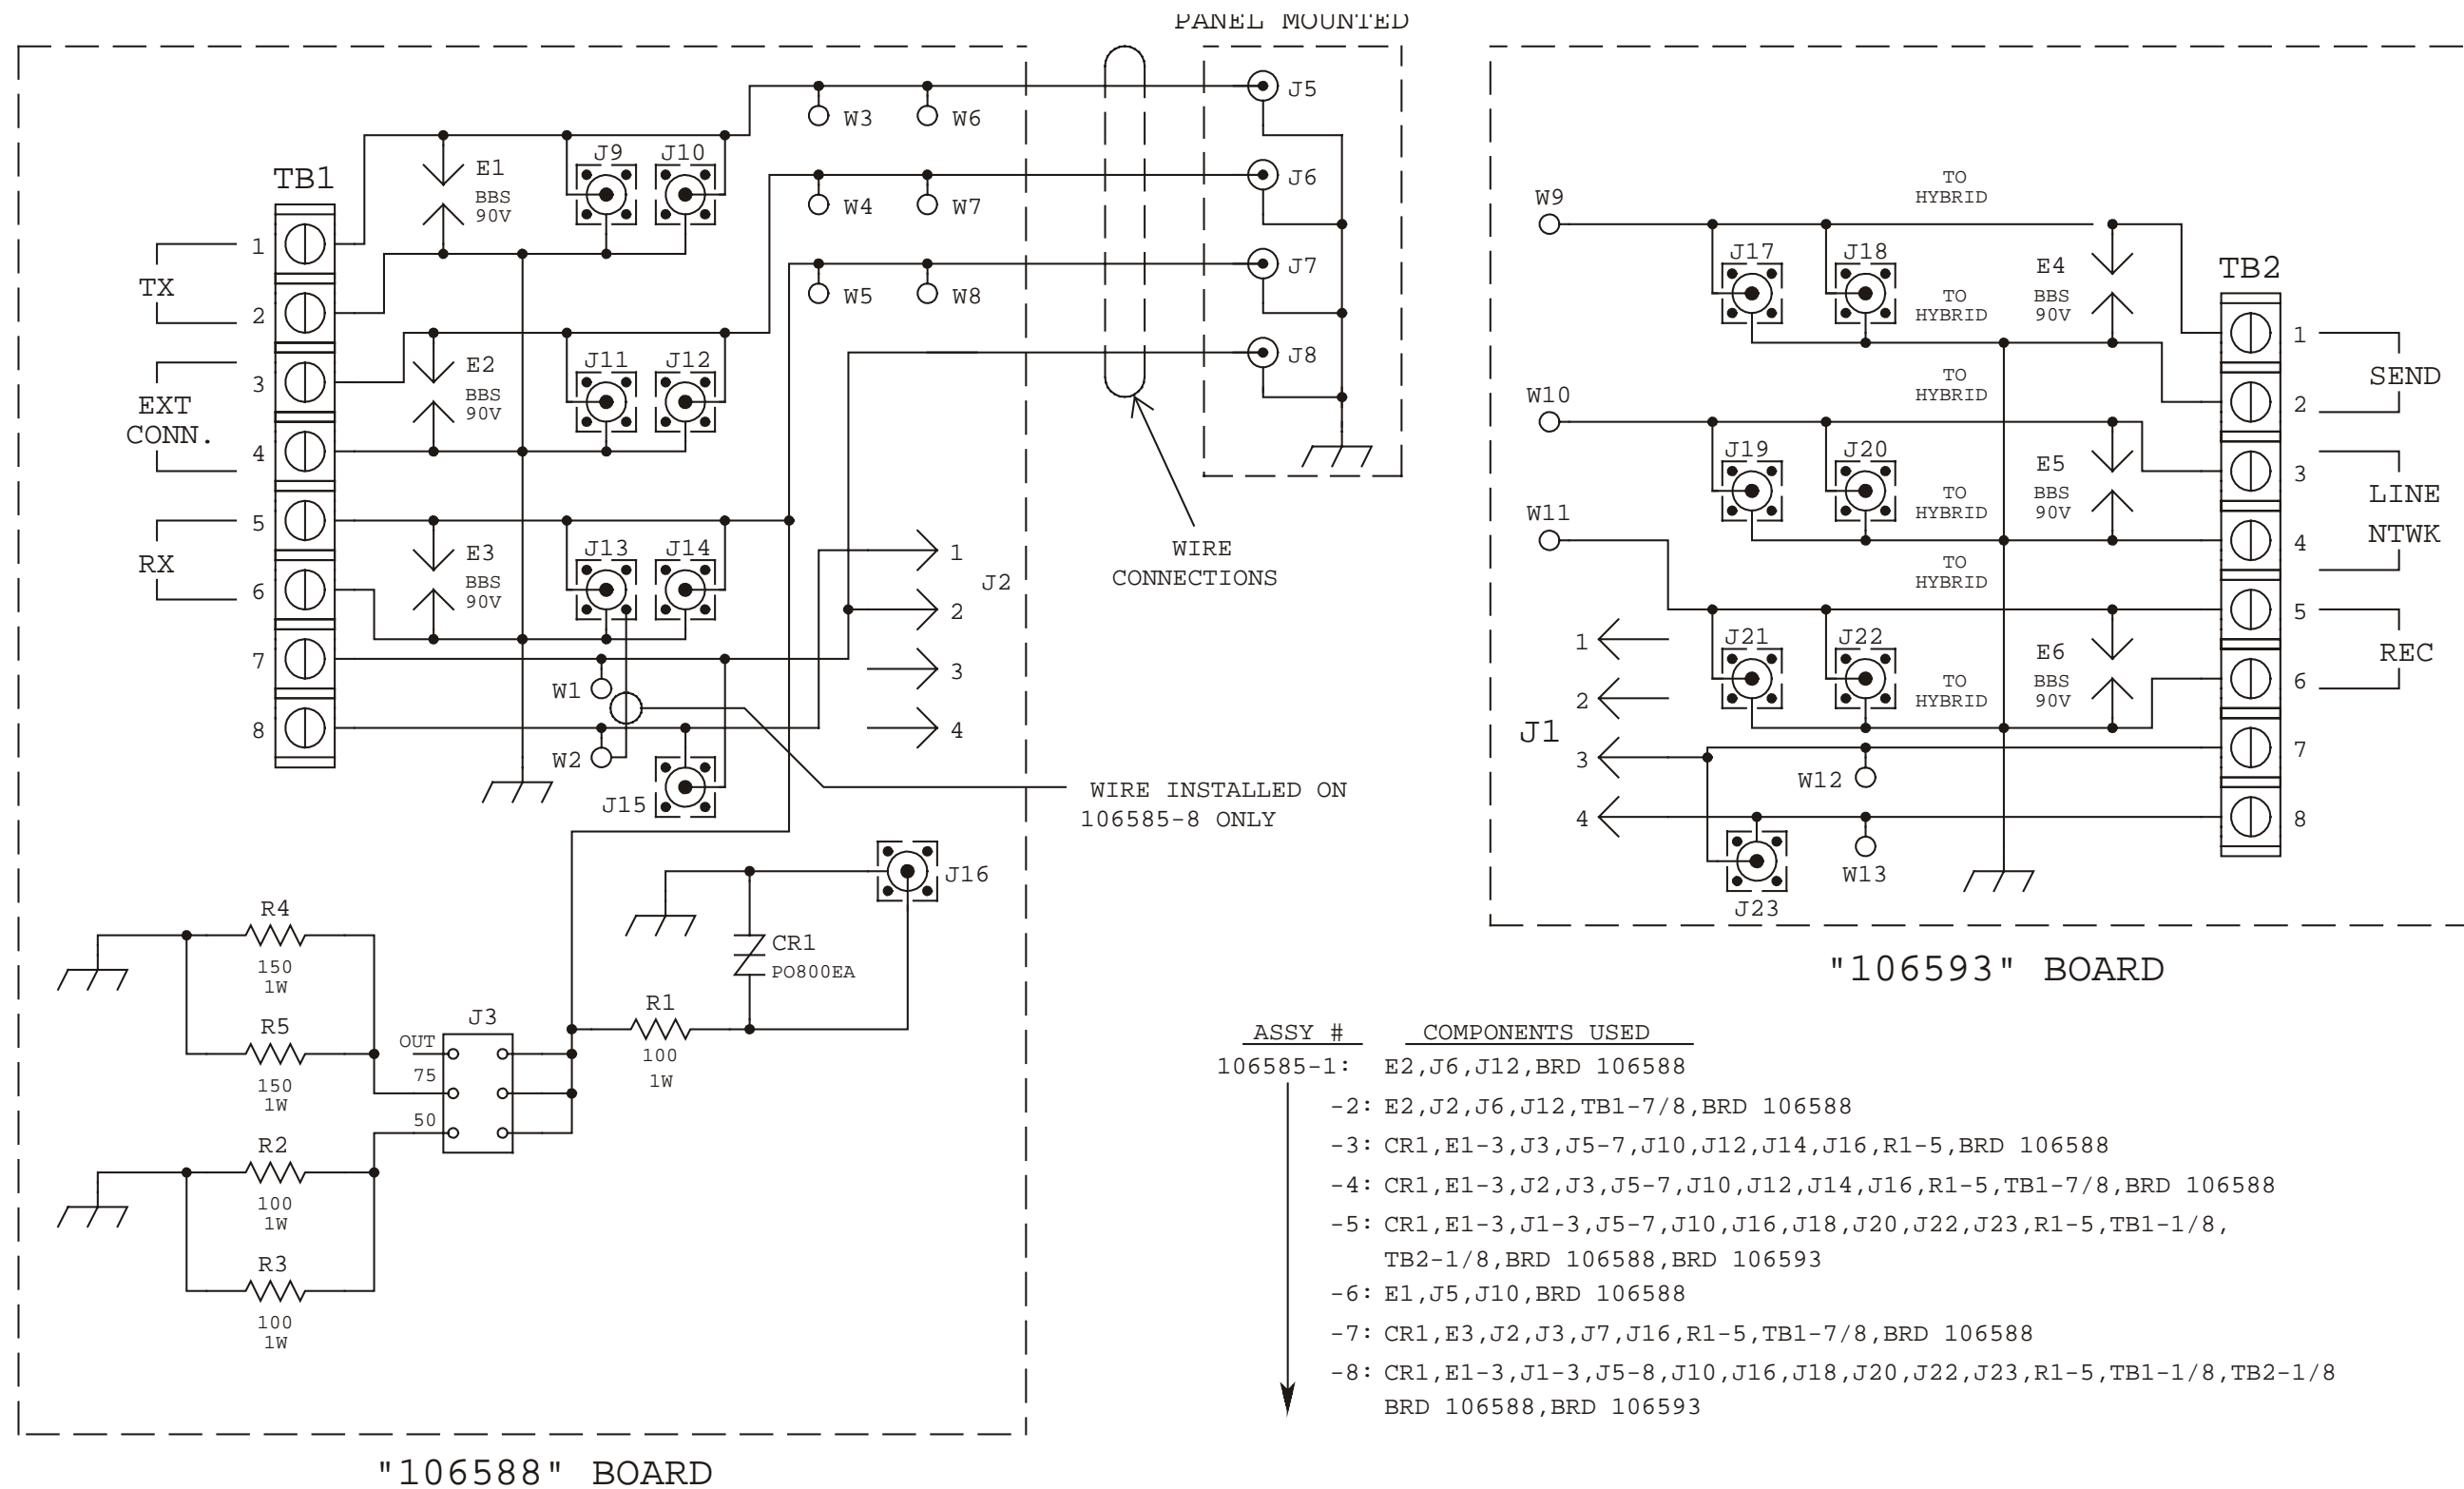 PANEL MOUNTED
J5
W3 W6
J9 J10
E1
BBS
90V
TB1
J6
W4 W7
1
TX
2
J7
W5 W8
J11 J12
E2
BBS
90V
J8
3
EXT
CONN.
4
5
RX
6
J13 J14
E3
BBS
90V
1
J2
2
3
4
WIRE
CONNECTIONS
7
W1
8
W2
J15
WIRE INSTALLED ON
106585-8 ONLY
J16
CR1
PO800EA
R4
150
1W
R5
150
1W
R1
100
1W
J3
OUT
75
50
R2
100
1W
R3
100
1W
"106588" BOARD
W9
TO
HYBRID
J17 J18
E4
BBS
90V
TO
HYBRID
TB2
1
SEND
2
TO
HYBRID
W10
J19 J20
E5
BBS
90V
TO
HYBRID
3
LINE
NTWK
4
W11
TO
HYBRID
5
REC
6
J21 J22
E6
BBS
90V
TO
HYBRID
1
2
J1
3
4
W12
7
8
W13
J23
"106593" BOARD
ASSY # COMPONENTS USED
106585-1: E2,J6,J12,BRD 106588
-2: E2,J2,J6,J12,TB1-7/8,BRD 106588
-3: CR1,E1-3,J3,J5-7,J10,J12,J14,J16,R1-5,BRD 106588
-4: CR1,E1-3,J2,J3,J5-7,J10,J12,J14,J16,R1-5,TB1-7/8,BRD 106588
-5: CR1,E1-3,J1-3,J5-7,J10,J16,J18,J20,J22,J23,R1-5,TB1-1/8,
TB2-1/8,BRD 106588,BRD 106593
-6: E1,J5,J10,BRD 106588
-7: CR1,E3,J2,J3,J7,J16,R1-5,TB1-7/8,BRD 106588
-8: CR1,E1-3,J1-3,J5-8,J10,J16,J18,J20,J22,J23,R1-5,TB1-1/8,TB2-1/8
BRD 106588,BRD 106593